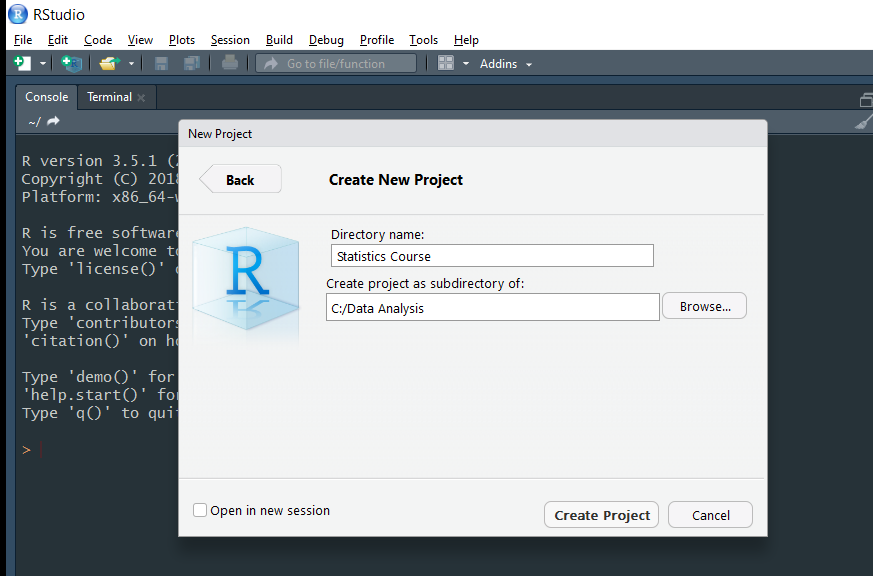 RStudio
File Edit Code View Plots Session Build Debug Profile Tools Help
Go to file/function Addins
Console Terminal
~/
New Project
R version 3.5.1 (2
Copyright (C) 2018
Platform: x86_64-w
R is free software
You are welcome to
Type 'license()' o
R is a collaborati
Type 'contributors
'citation()' on ho
Type 'demo()' for
'help.start()' for
Type 'q()' to quit
>
Back
Create New Project
R
Directory name:
Statistics Course
Create project as subdirectory of:
C:/Data Analysis
Browse...
Open in new session
Create Project
Cancel